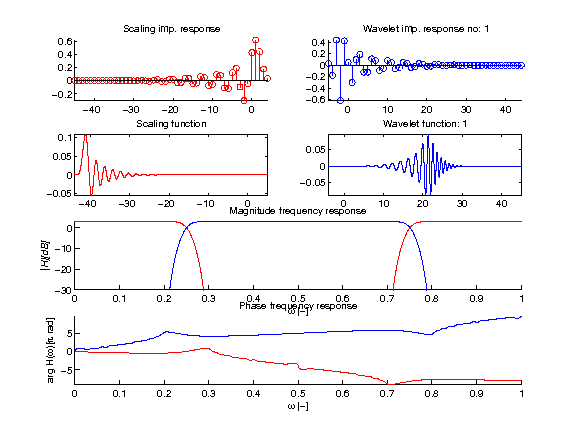 Scaling imp. response
Wavelet imp. response no: 1
0.6
0.4
0.2
0
-0.2
−40 −30 −20 −10 0
0.4
0.2
0
-0.2
-0.4
-0.6
0 10 20 30 40
Scaling function
Wavelet function: 1
0.1
0.05
0
-0.05
−40 −30 −20 −10 0
0.05
0
-0.05
0 10 20 30 40
Magnitude frequency response
|H|[dB]
0
−10
−20
−30
0 0.1 0.2 0.3 0.4 0.5 0.6 0.7 0.8 0.9 1
ω [−]
Phase frequency response
arg H(ω)[π rad]
5
0
−5
0 0.1 0.2 0.3 0.4 0.5 0.6 0.7 0.8 0.9 1
ω [−]